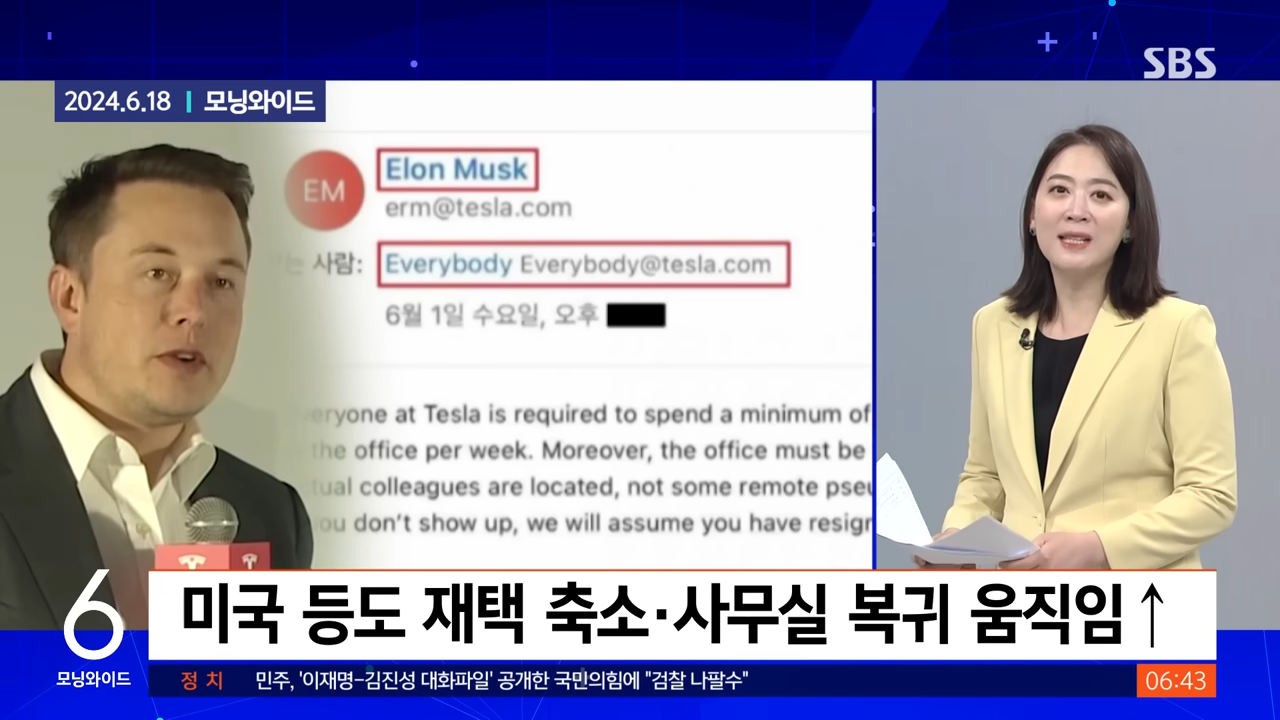 SBS
2024.6.18 | 모닝와이드
EM
Elon Musk
erm@tesla.com
는 사람:
Everybody Everybody@tesla.com
6월 1일 수요일, 오후
eryone at Tesla is required to spend a minimum of
the office per week. Moreover, the office must be
tual colleagues are located, not some remote pseu
ou don't show up, we will assume you have resign
6
모닝와이드
미국 등도 재택 축소·사무실 복귀 움직임↑
정치 민주, '이재명-김진성 대화파일' 공개한 국민의힘에 "검찰 나팔수"
06:43